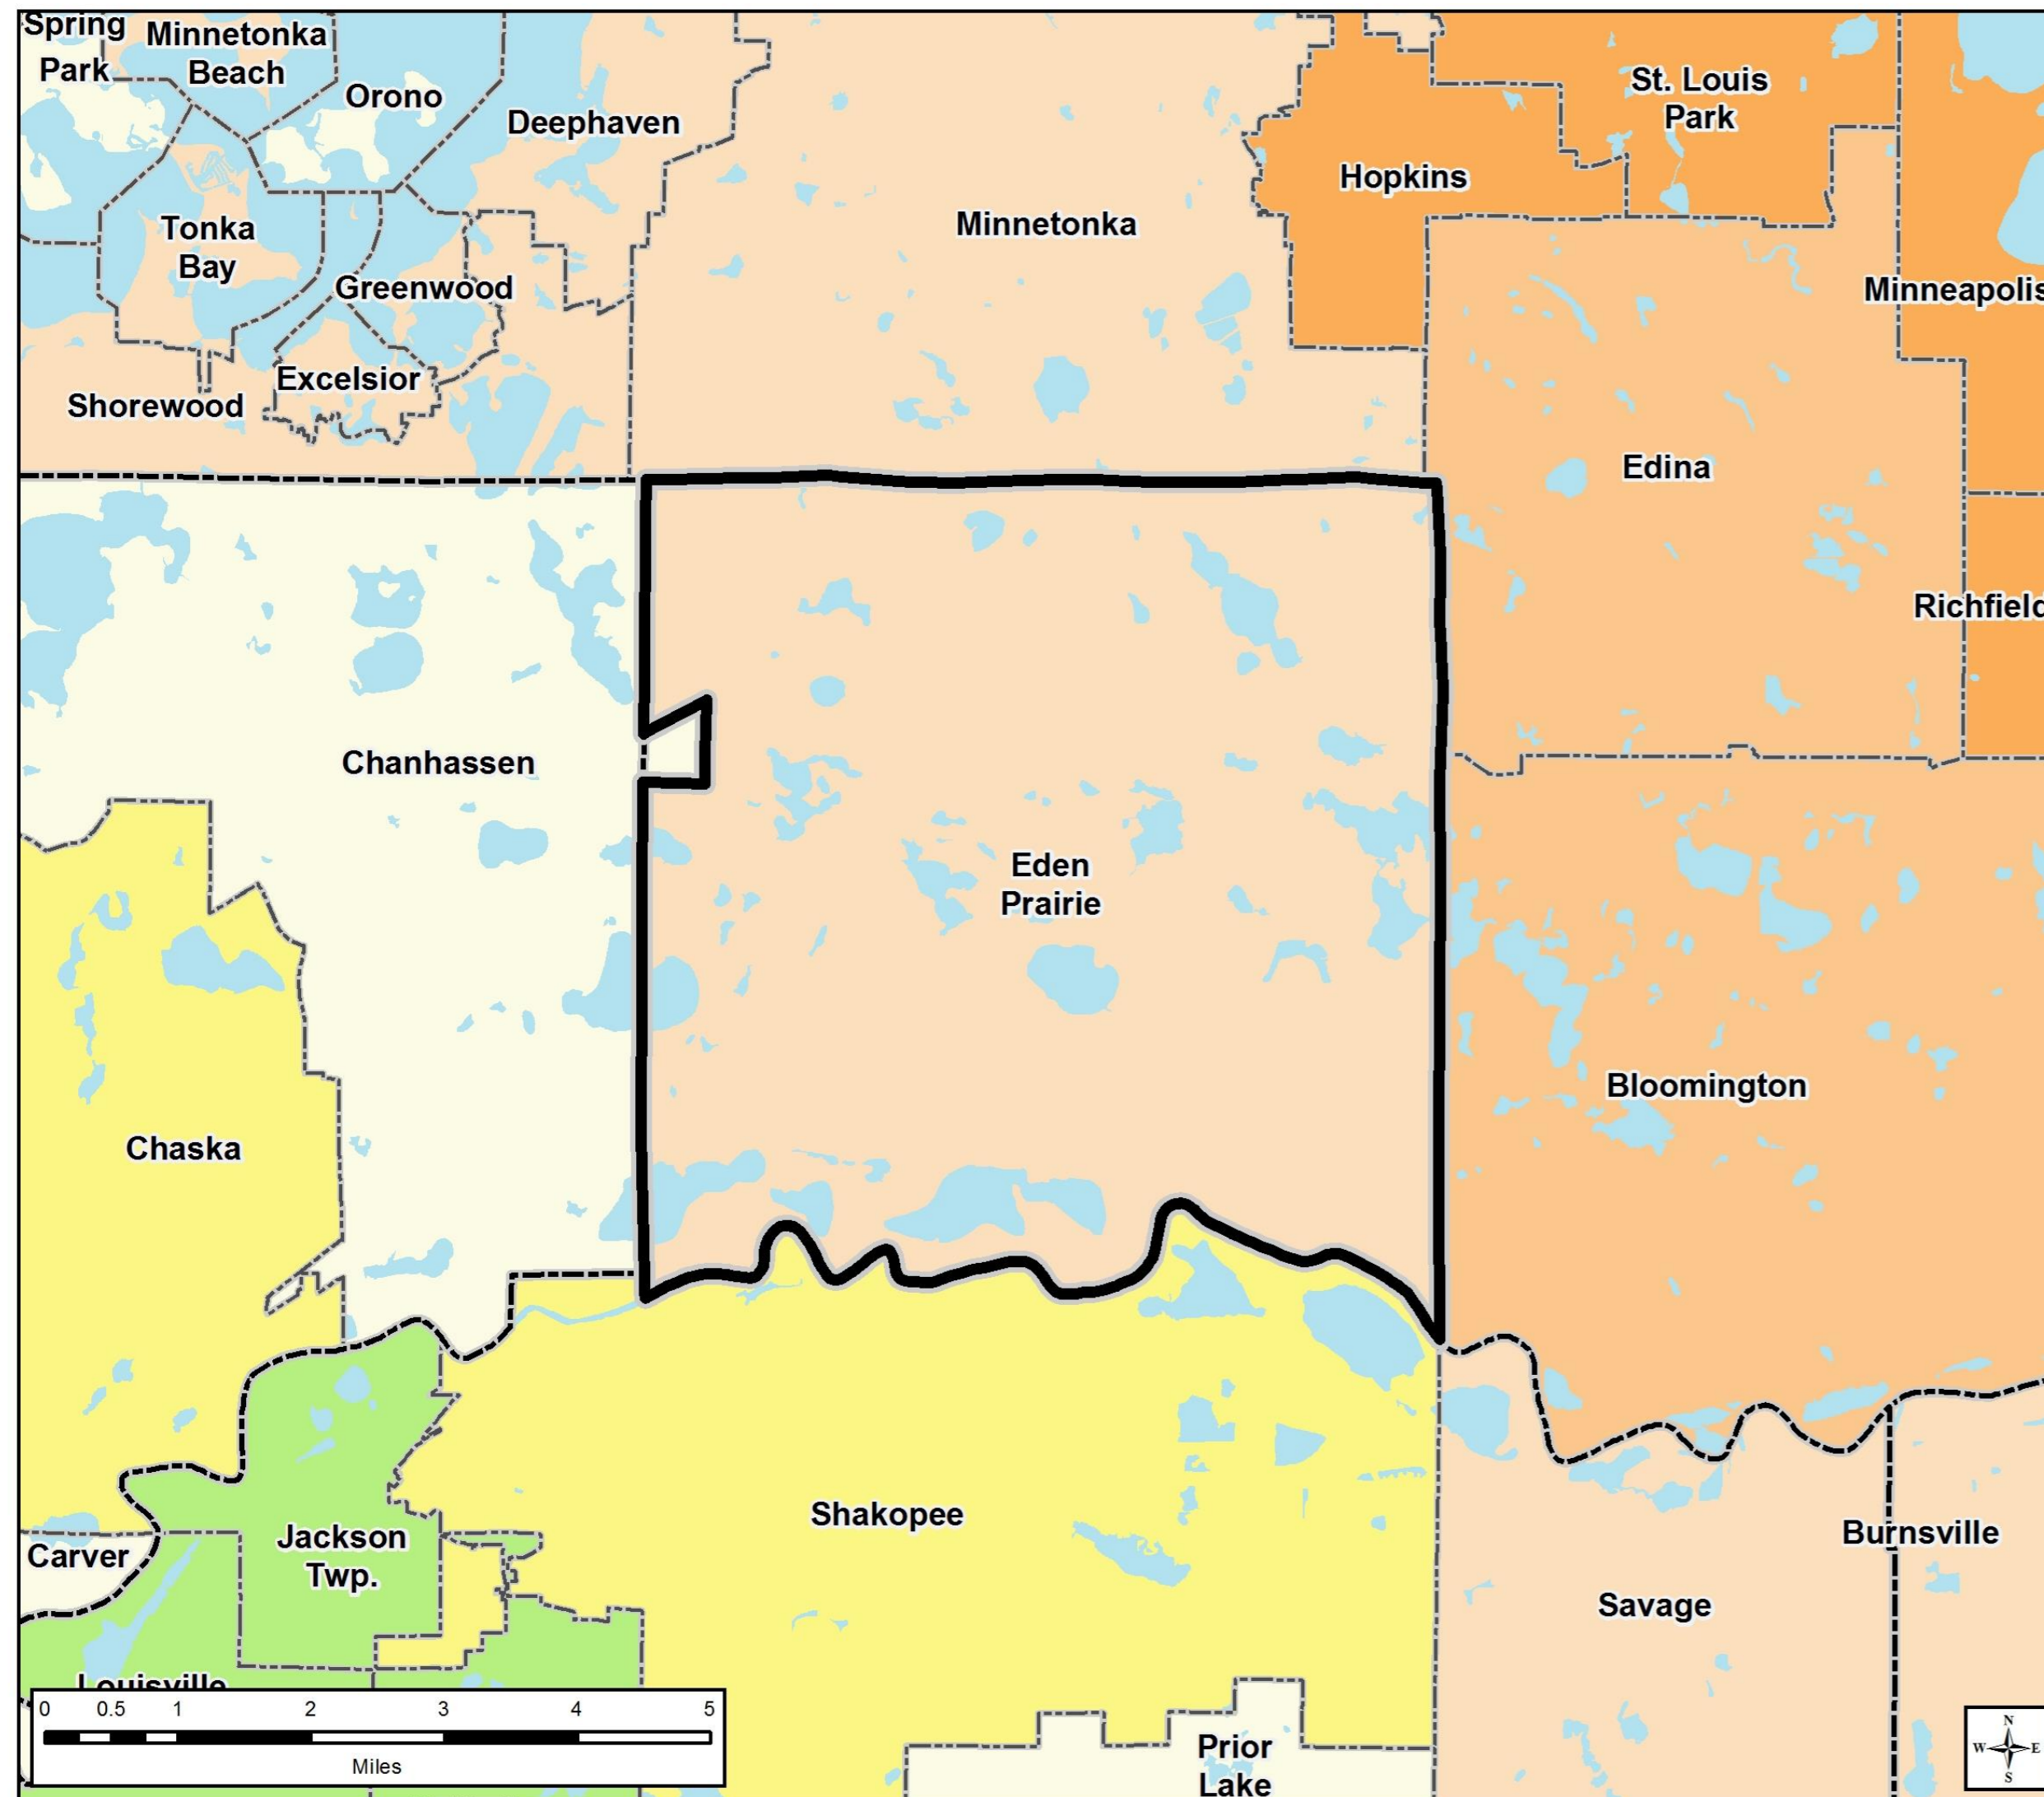 Spring
Park
Minnetonka
Beach
Orono
Deephaven
St. Louis
Park
Hopkins
Minnetonka
Tonka
Bay
Greenwood
Minneapolis
Excelsior
Shorewood
Edina
Richfield
Chanhassen
Eden
Prairie
Bloomington
Chaska
Shakopee
Jackson
Twp.
Carver
Burnsville
Savage
Louisville
0 0.5 1 2 3 4 5
Miles
Prior
Lake
N
W E
S